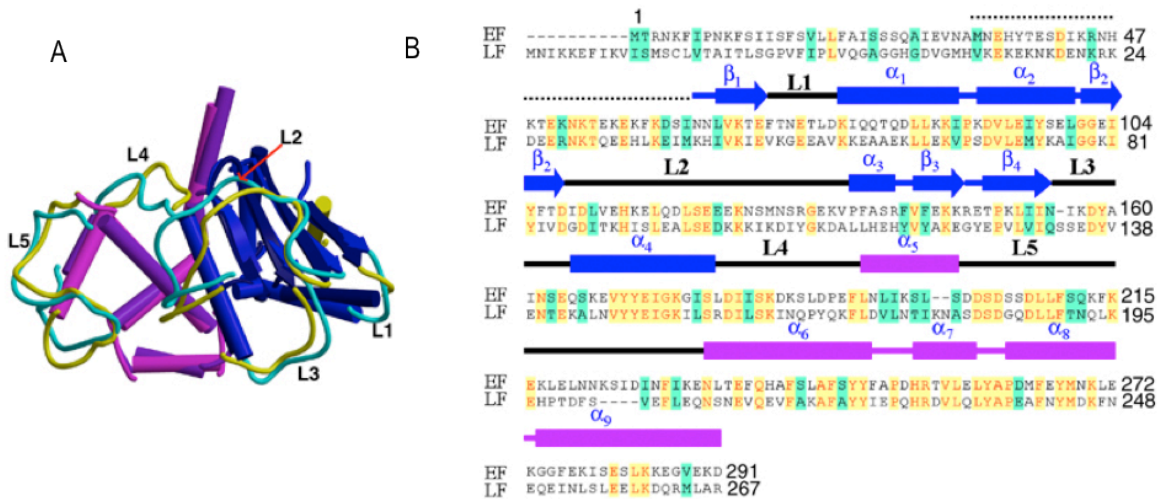 A
L2
L4
L5
L1
L3
B
1
EF ----------MTRNKFIPNKFSIISFSVLLFAISSSQAIEVNAMNEHYTESDIKRNH 47
LF MNIKKEFIKVISMSCLVTAITLSGPVFIPLVQGAGGHGDVGMHVKEKEKNKDENKRK 24
β1 L1 α1 α2 β2
EF KTEKNKTEKEKFKDSINNLVKTEFTNETLDKIQQTQDLLKKIPKDVLEIYSELGGEI 104
LF DEERNKTQEEHLKEIMKHIVKIEVKGEEAVKKEAAEKLLEKVPSDVLEMYKAIGGKI 81
β2 L2 α3 β3 β4 L3
EF YFTDIDLVEHKELQDLSEEEKNSMNSRGEKVPFASRFVFEKKRETPKLIIN-IKDYA 160
LF YIVDGDITKHISLEALSEDKKKIKDIYGKDALLHEHYVYAKEGYEPVLVIQSSEDYV 138
α4 L4 α5 L5
EF INSEQSKEVYYEIGKGISLDIISKDKSLDPEFLNLIKSL--SDDSDSSDLLFSQKFK 215
LF ENTEKALNVYYEIGKILSRDILSKINQPYQKFLDVLNTIKNASDSDGQDLLFTNQLK 195
α6 α7 α8
EF EKLELNNKSIDINFIKENLTEFQHAFSLAFSYYFAPDHRTVLELYAPDMFEYMNKLE 272
LF EHPTDFS----VEFLEQNSNEVQEVFAKAFAYYIEPQHRDVLQLYAPEAFNYMDKFN 248
α9
EF KGGFEKISESLKKEGVEKD 291
LF EQEINLSLEELKDQRMLAR 267